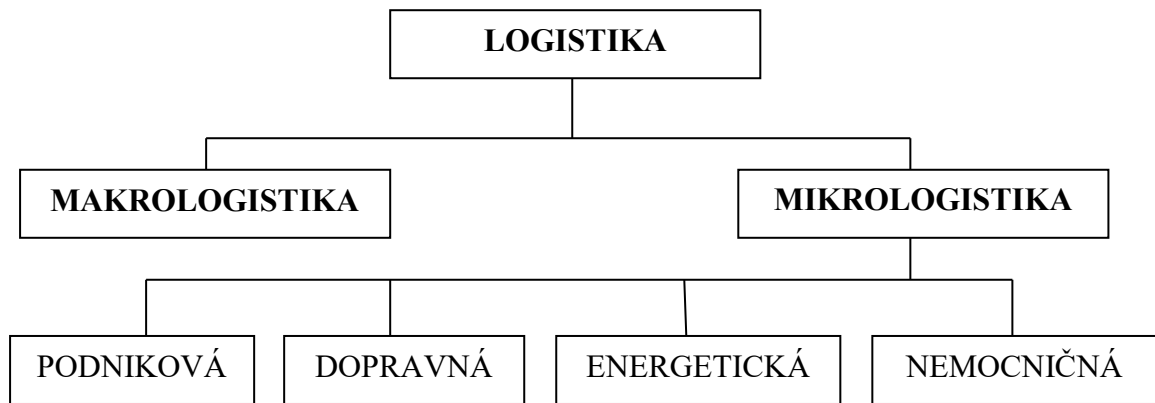 LOGISTIKA
MAKROLOGISTIKA
MIKROLOGISTIKA
PODNIKOVÁ
DOPRAVNÁ
ENERGETICKÁ
NEMOCNIČNÁ